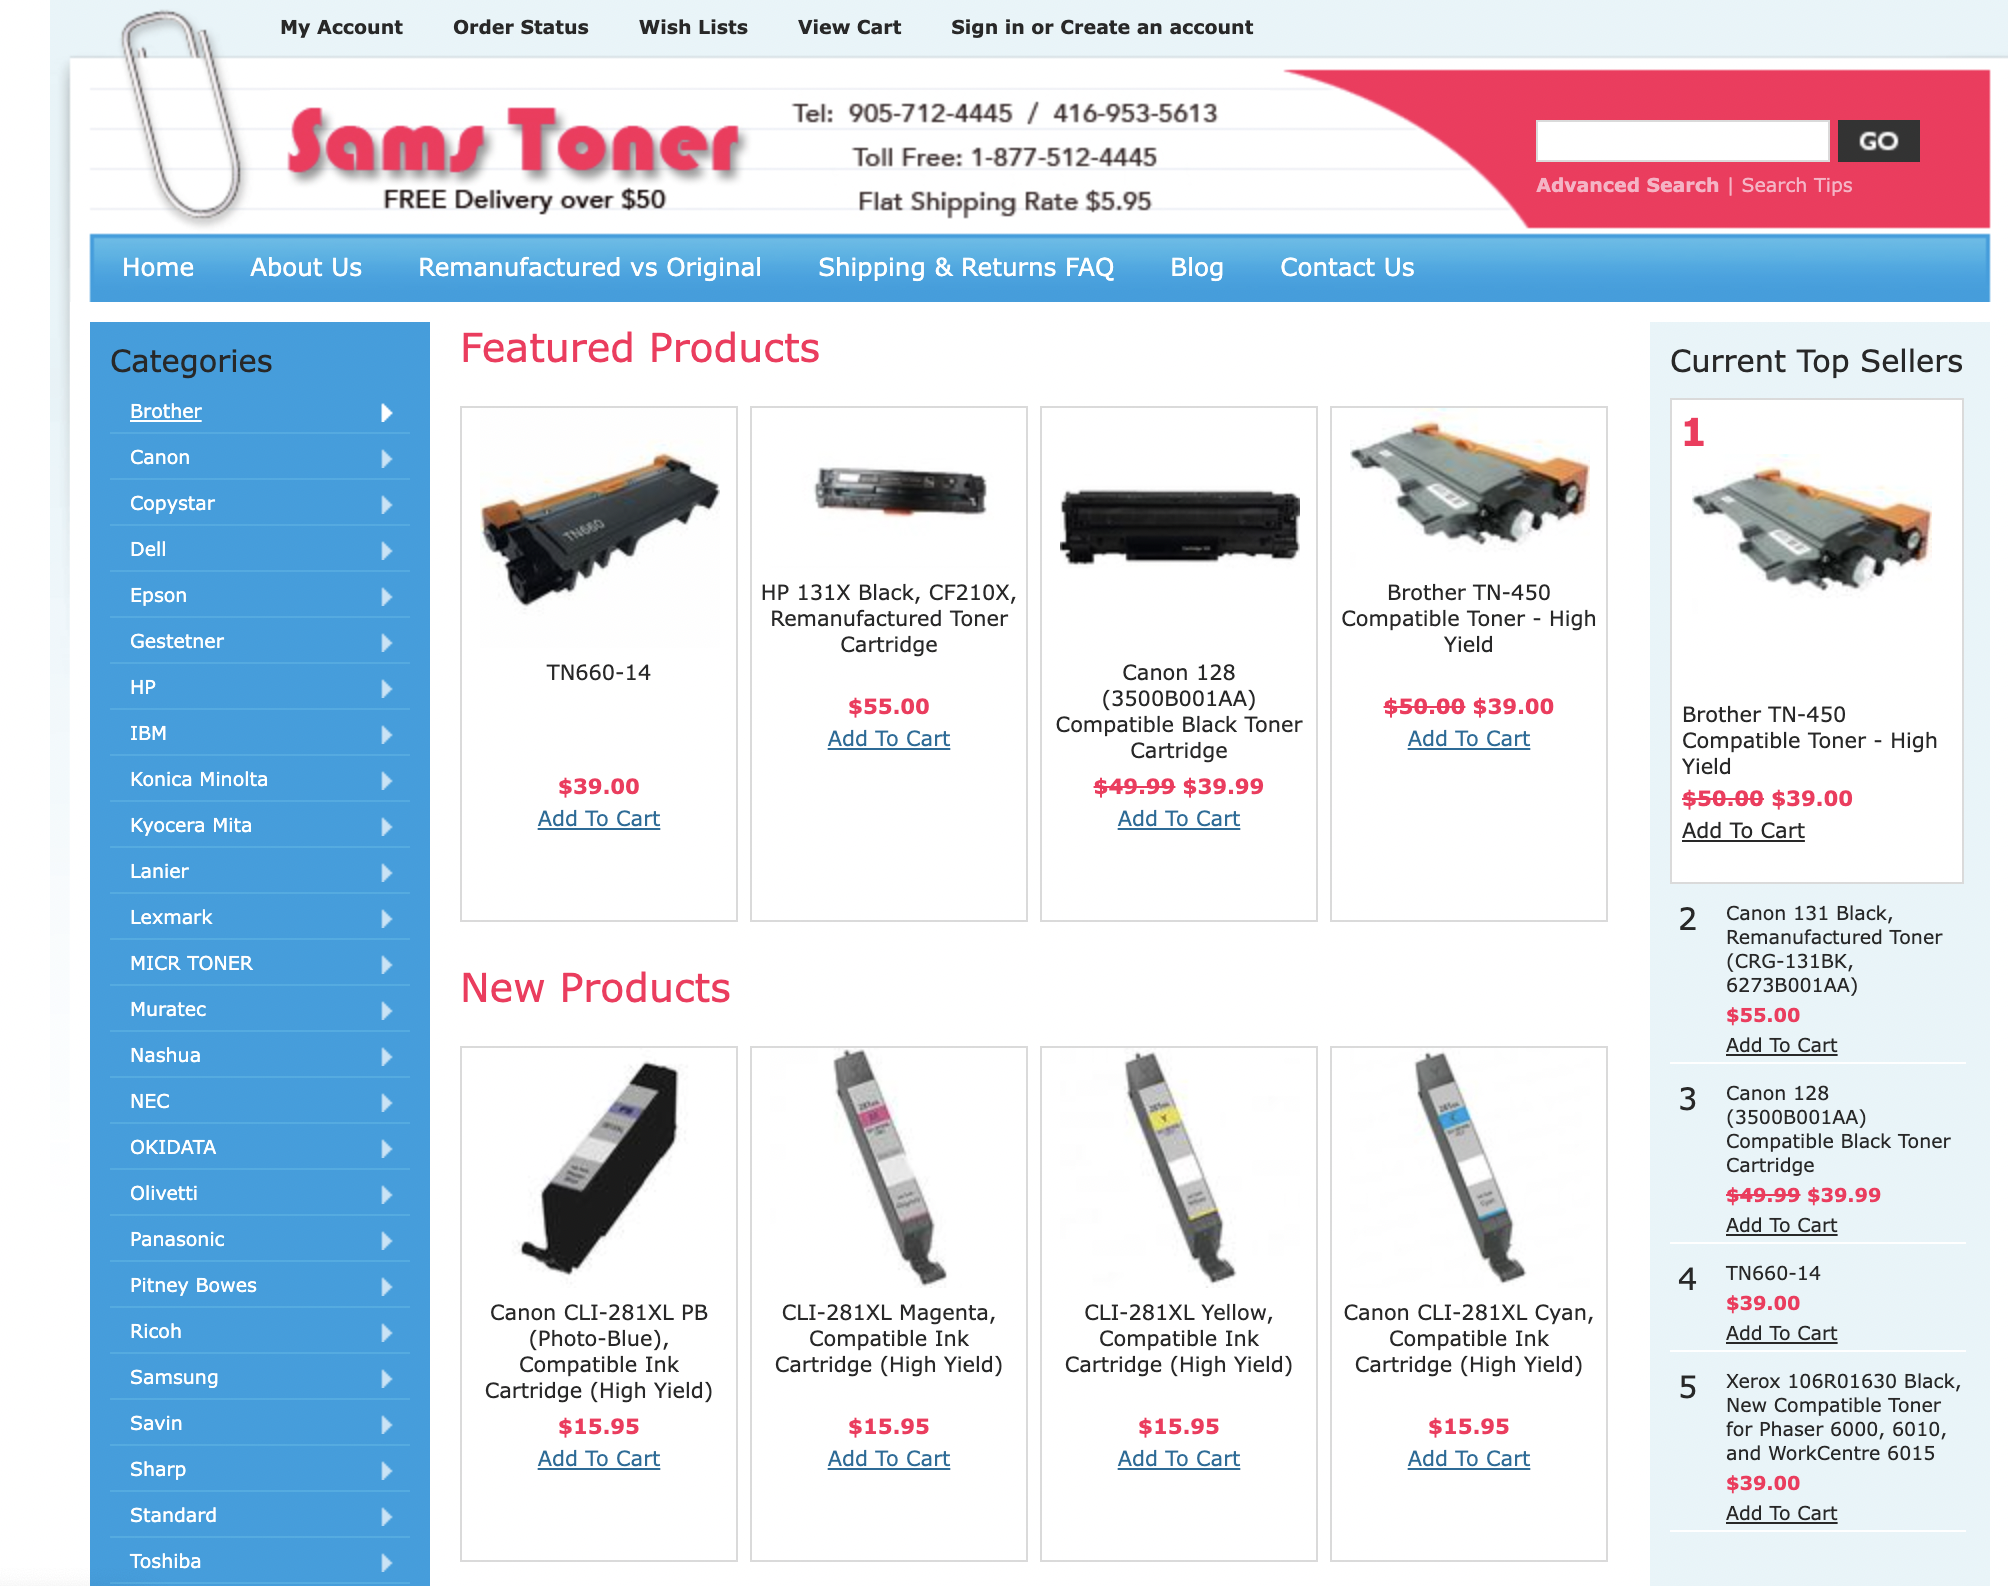 My Account Order Status Wish Lists View Cart Sign in or Create an account
Sams Toner
FREE Delivery over $50
Tel: 905-712-4445 / 416-953-5613
Toll Free: 1-877-512-4445
Flat Shipping Rate $5.95
GO
Advanced Search | Search Tips
Home About Us Remanufactured vs Original Shipping & Returns FAQ Blog Contact Us
Categories
Brother
Canon
Copystar
Dell
Epson
Gestetner
HP
IBM
Konica Minolta
Kyocera Mita
Lanier
Lexmark
MICR TONER
Muratec
Nashua
NEC
OKIDATA
Olivetti
Panasonic
Pitney Bowes
Ricoh
Samsung
Savin
Sharp
Standard
Toshiba
Featured Products
TN660
TN660-14
$39.00
Add To Cart
HP 131X Black, CF210X,
Remanufactured Toner
Cartridge
$55.00
Add To Cart
Canon 128
(3500B001AA)
Compatible Black Toner
Cartridge
$49.99 $39.99
Add To Cart
Brother TN-450
Compatible Toner - High
Yield
$50.00 $39.00
Add To Cart
New Products
PB
Canon CLI-281XL PB
(Photo-Blue),
Compatible Ink
Cartridge (High Yield)
$15.95
Add To Cart
CLI-281XL Magenta,
Compatible Ink
Cartridge (High Yield)
$15.95
Add To Cart
Y
CLI-281XL Yellow,
Compatible Ink
Cartridge (High Yield)
$15.95
Add To Cart
Canon CLI-281XL Cyan,
Compatible Ink
Cartridge (High Yield)
$15.95
Add To Cart
Current Top Sellers
1
Brother TN-450
Compatible Toner - High
Yield
$50.00 $39.00
Add To Cart
2
Canon 131 Black,
Remanufactured Toner
(CRG-131BK,
6273B001AA)
$55.00
Add To Cart
3
Canon 128
(3500B001AA)
Compatible Black Toner
Cartridge
$49.99 $39.99
Add To Cart
4
TN660-14
$39.00
Add To Cart
5
Xerox 106R01630 Black,
New Compatible Toner
for Phaser 6000, 6010,
and WorkCentre 6015
$39.00
Add To Cart